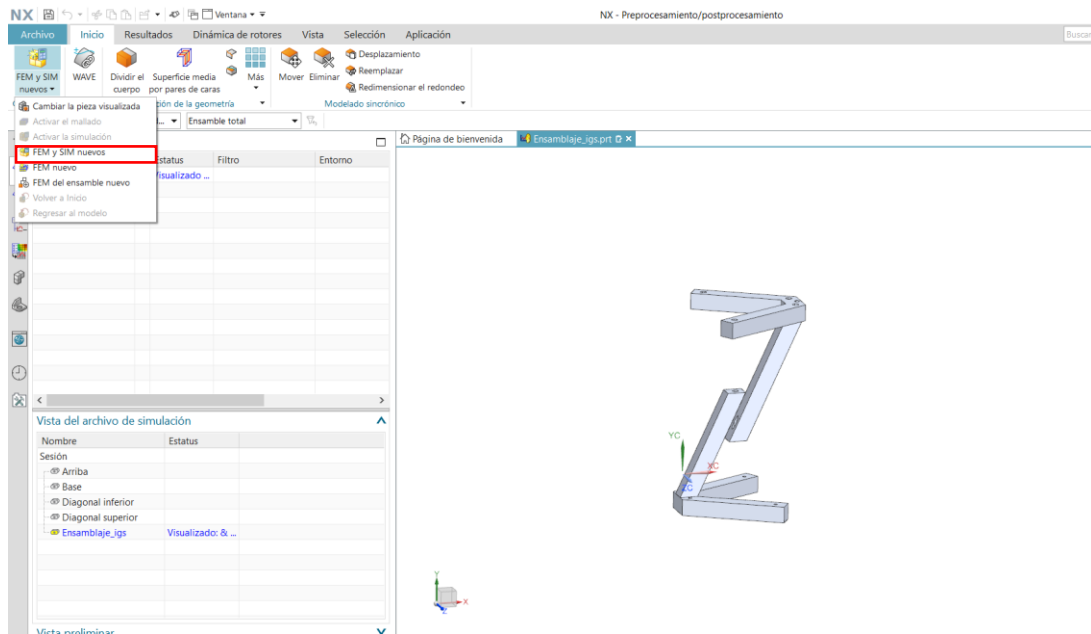 NX Ventana NX - Preprocesamiento/postprocesamiento
Archivo Inicio Resultados Dinámica de rotores Vista Selección Aplicación Buscar
FEM y SIM nuevos WAVE Dividir el cuerpo Superficie media por pares de caras Más Mover Eliminar Desplazamiento
Reemplazar
Redimensionar el redondeo
ción de la geometría Modelado sincrónico
Cambiar la pieza visualizada
Activar el mallado
Ensamble total
Activar la simulación
FEM y SIM nuevos
FEM nuevo
FEM del ensamble nuevo
Volver a Inicio
Regresar al modelo
Página de bienvenida Ensamblaje_igs.prt
status Filtro Entorno
Visualizado ...
Vista del archivo de simulación
Nombre Estatus
Sesión
Arriba
Base
Diagonal inferior
Diagonal superior
Ensamblaje_igs Visualizado: & ...
Vista preliminar
YC
XC
ZC
Y
X
Z